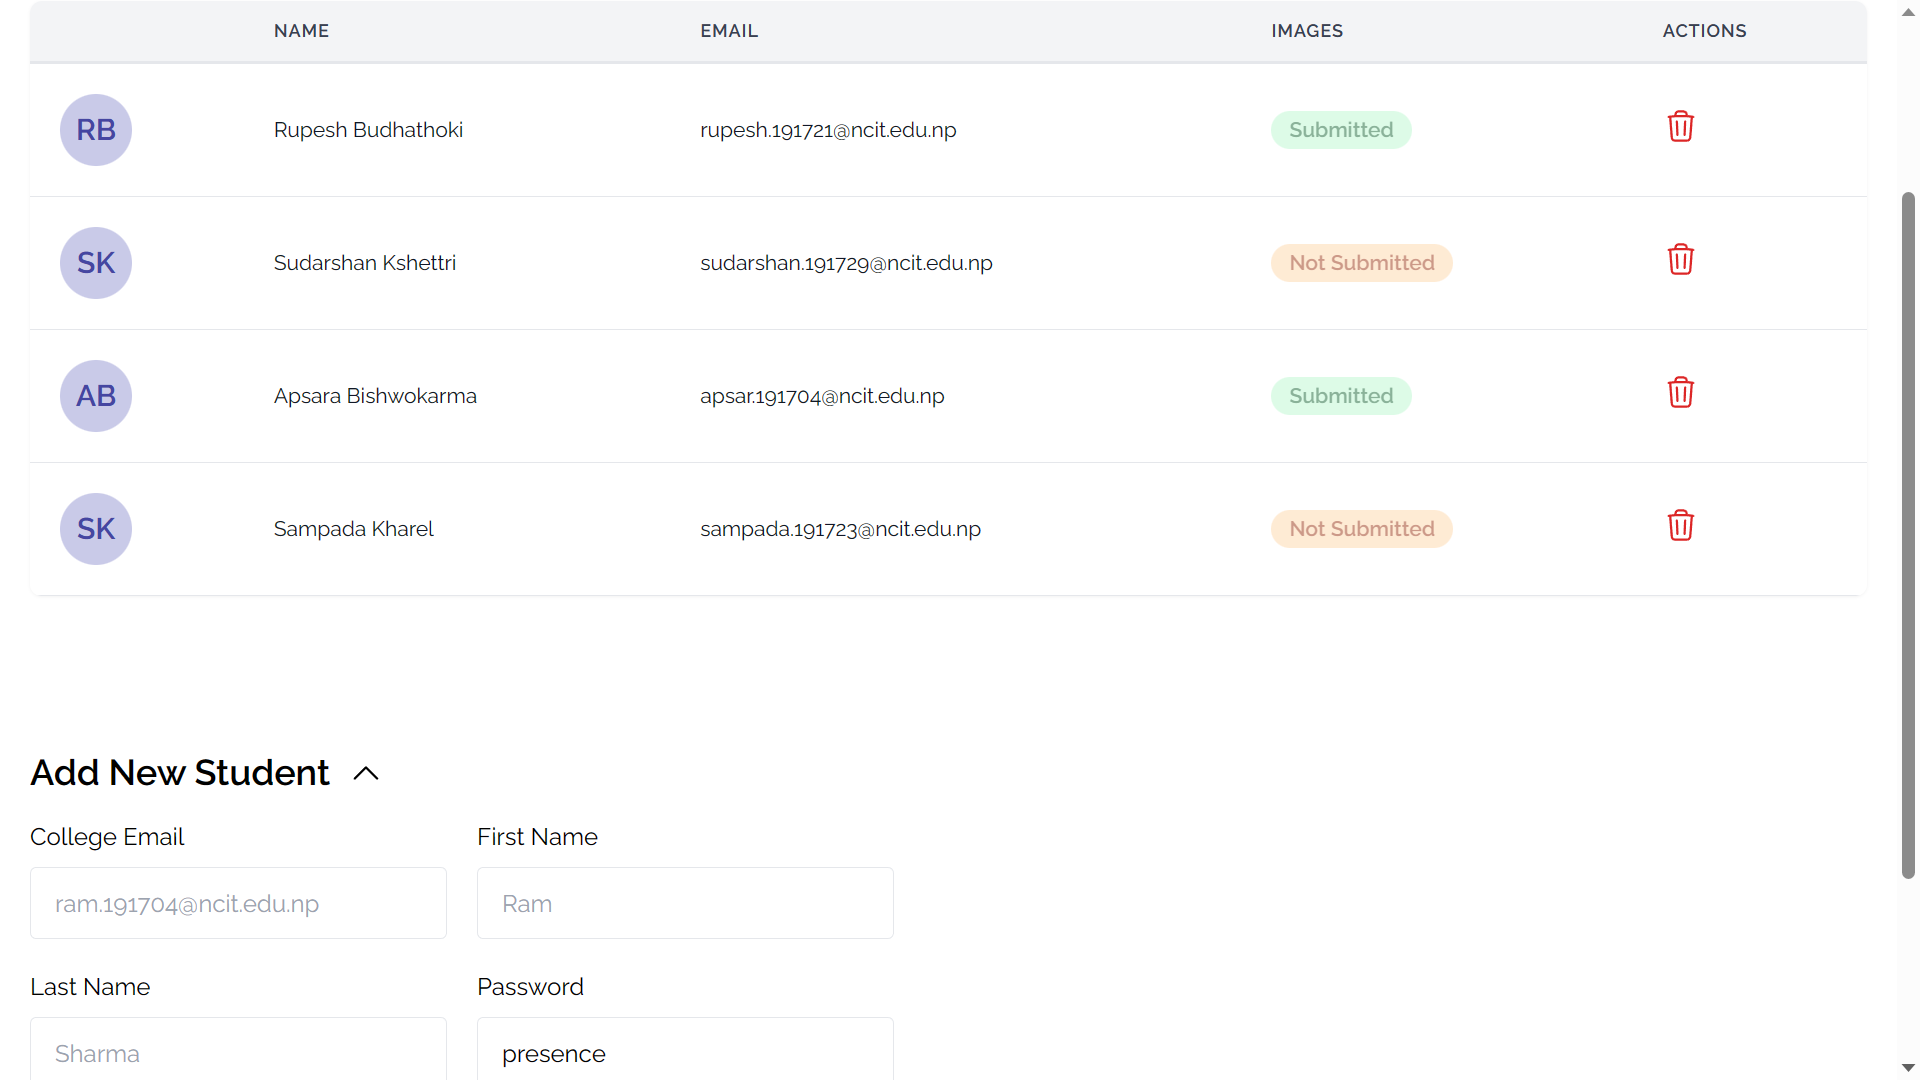 NAME EMAIL IMAGES ACTIONS
RB Rupesh Budhathoki rupesh.191721@ncit.edu.np Submitted
SK Sudarshan Kshettri sudarshan.191729@ncit.edu.np Not Submitted
AB Apsara Bishwokarma apsar.191704@ncit.edu.np Submitted
SK Sampada Kharel sampada.191723@ncit.edu.np Not Submitted
Add New Student
College Email First Name
ram.191704@ncit.edu.np Ram
Last Name Password
Sharma presence